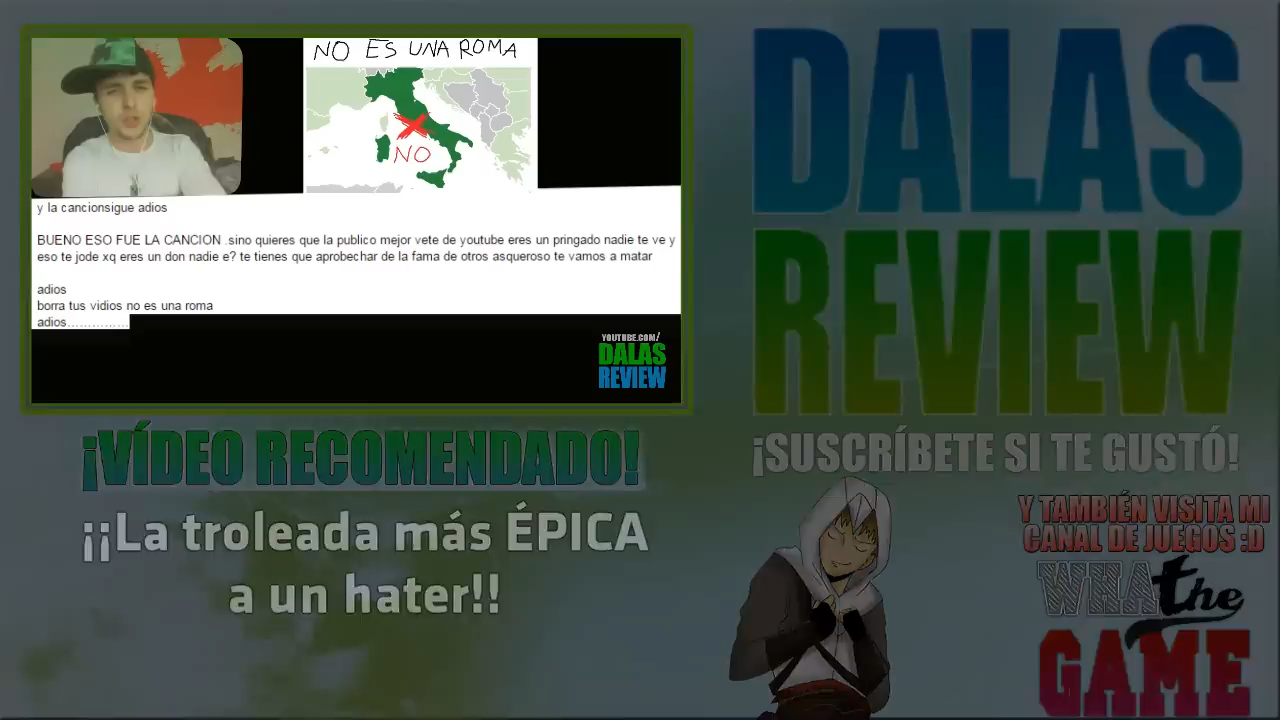 NO ES UNA ROMA
NO
y la cancionsigue adios
BUENO ESO FUE LA CANCION .sino quieres que la publico mejor vete de youtube eres un pringado nadie te ve y
eso te jode xq eres un don nadie e? te tienes que aprobechar de la fama de otros asqueroso te vamos a matar
adios
borra tus vidios no es una roma
adios...............
YOUTUBE.COM/
DALAS
REVIEW
¡VÍDEO RECOMENDADO!
¡¡La troleada más ÉPICA
a un hater!!
DALAS
REVIEW
¡SUSCRÍBETE SI TE GUSTÓ!
Y TAMBIÉN VISITA MI
CANAL DE JUEGOS :D
WHAthe
GAME